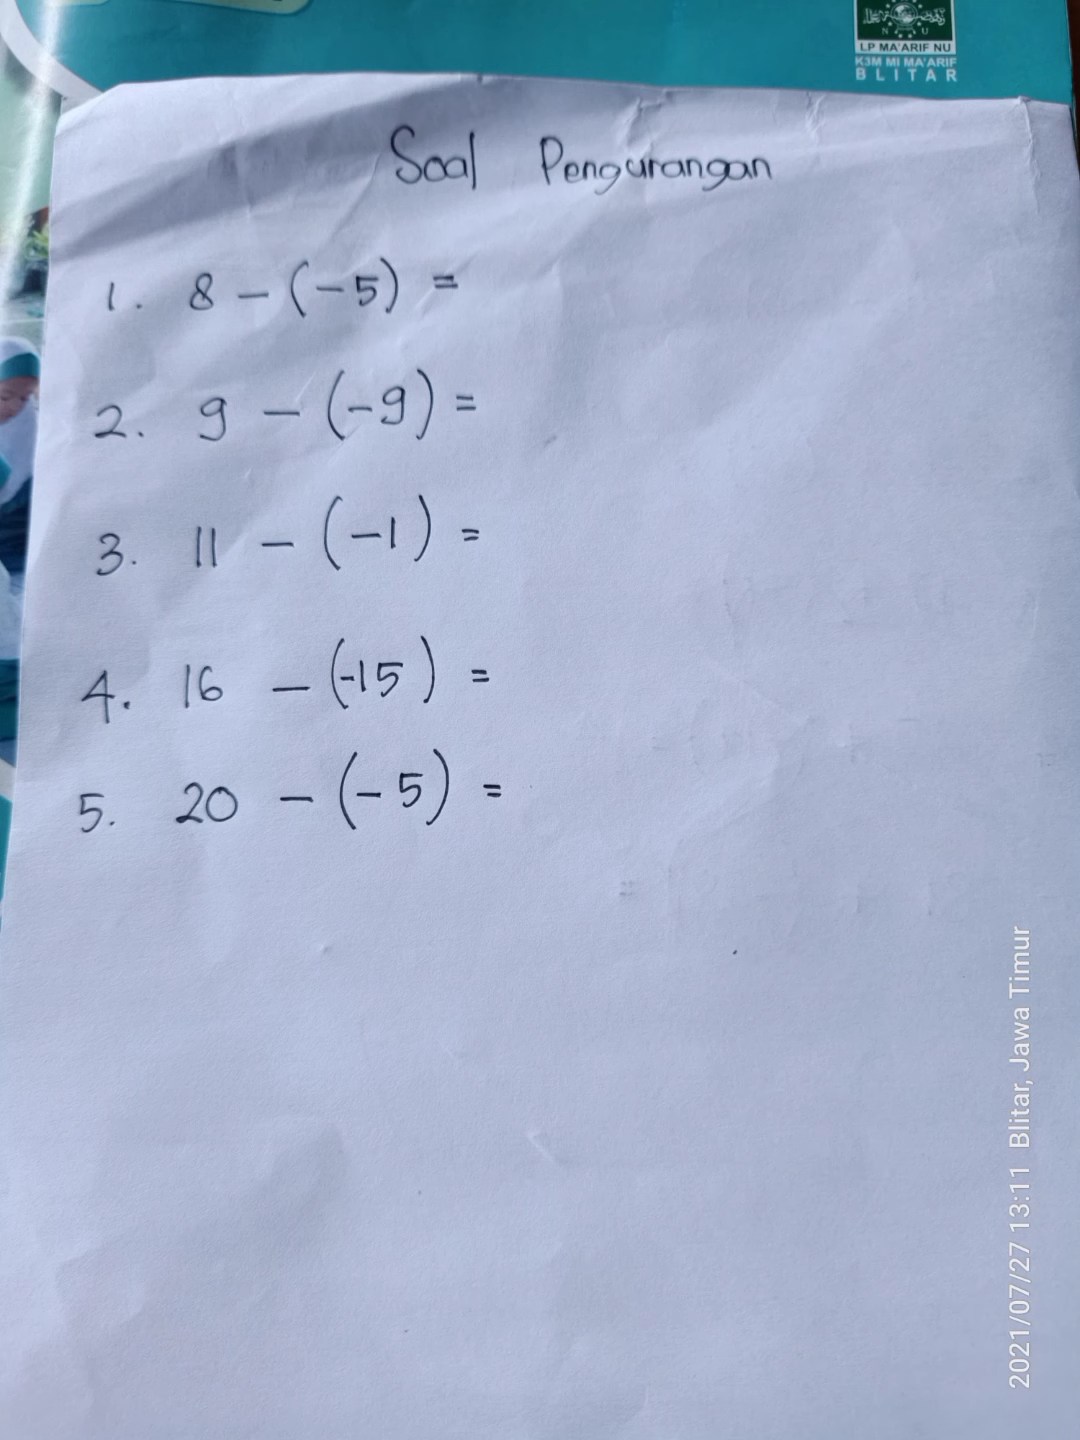 LP MA'ARIF NU
K3M MI MA'ARIF
BLITAR
Soal Pengurangan
1. 8 – (–5) =
2. 9 – (–9) =
3. 11 – (–1) =
4. 16 – (-15) =
5. 20 – (–5) =
2021/07/27 13:11 Blitar, Jawa Timur